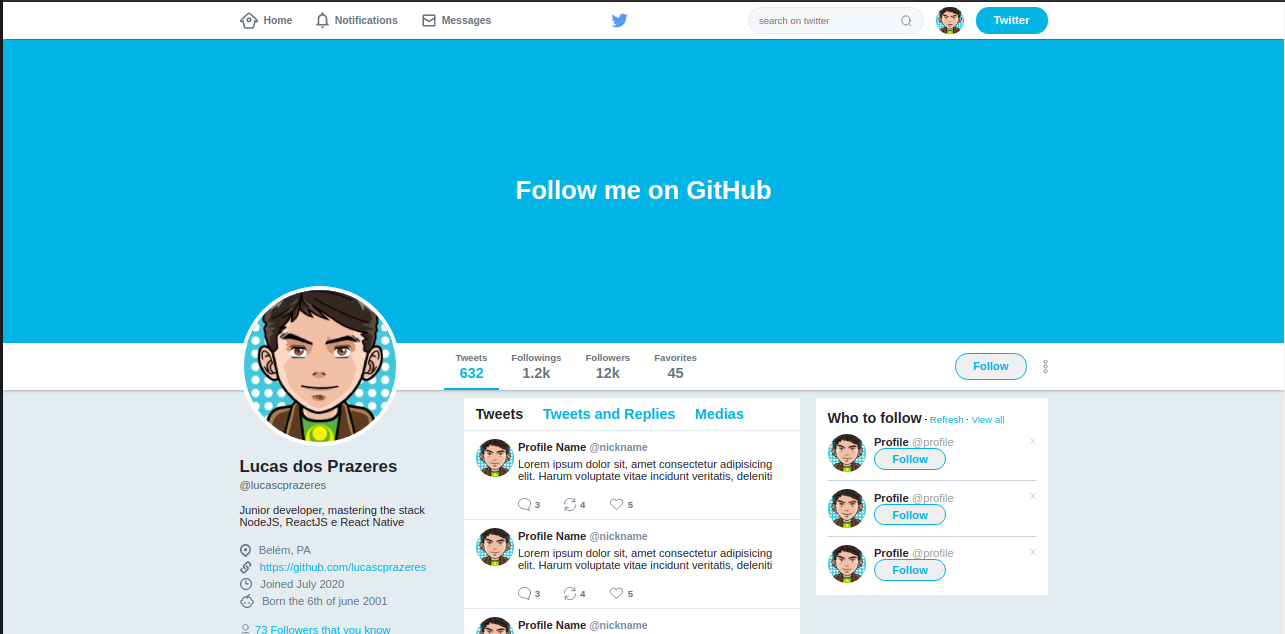 Home Notifications Messages search on twitter Twitter
Follow me on GitHub
Tweets Followings Followers Favorites
632 1.2k 12k 45
Follow
Lucas dos Prazeres
@lucascprazeres
Junior developer, mastering the stack
NodeJS, ReactJS e React Native
Belém, PA
https://github.com/lucascprazeres
Joined July 2020
Born the 6th of june 2001
73 Followers that you know
Tweets Tweets and Replies Medias
Profile Name @nickname
Lorem ipsum dolor sit, amet consectetur adipisicing
elit. Harum voluptate vitae incidunt veritatis, deleniti
3 4 5
Profile Name @nickname
Lorem ipsum dolor sit, amet consectetur adipisicing
elit. Harum voluptate vitae incidunt veritatis, deleniti
3 4 5
Profile Name @nickname
Who to follow · Refresh · View all
Profile @profile x
Follow
Profile @profile x
Follow
Profile @profile x
Follow